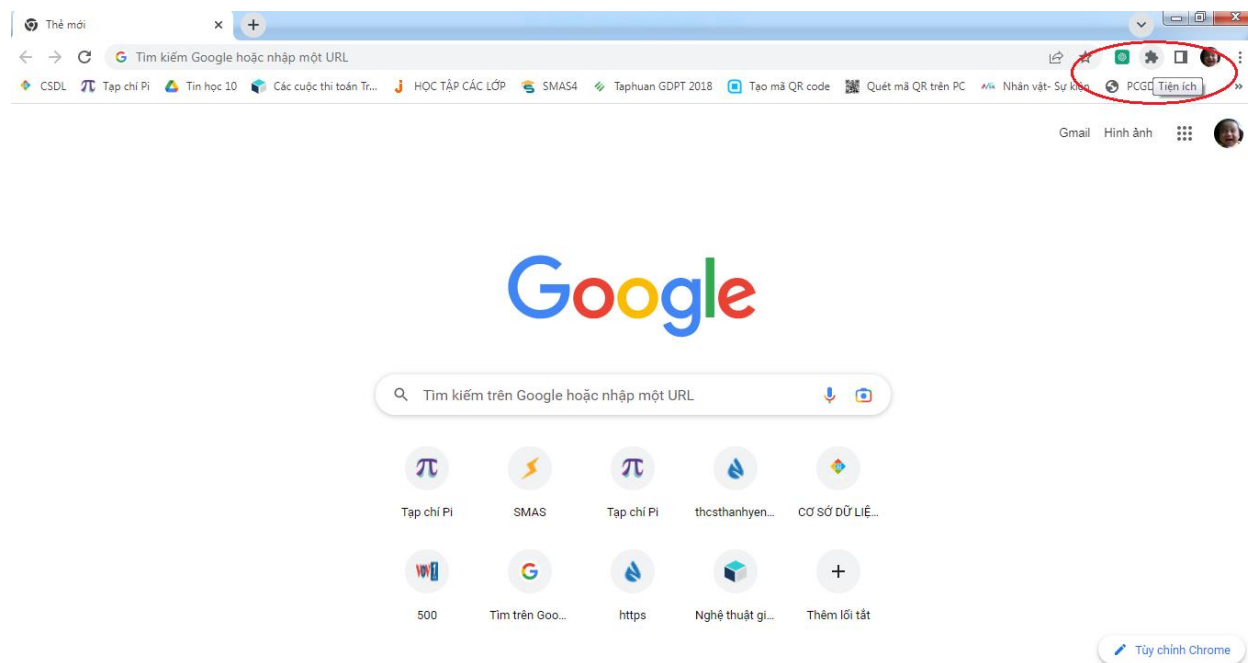 Thẻ mới
Tìm kiếm Google hoặc nhập một URL
CSDL Tạp chí Pi Tin học 10 Các cuộc thi toán Tr... HỌC TẬP CÁC LỚP SMAS4 Taphuan GDPT 2018 Tạo mã QR code Quét mã QR trên PC Nhân vật- Sự kiện PCGD Tiện ích
Gmail Hình ảnh
Google
Tìm kiếm trên Google hoặc nhập một URL
Tạp chí Pi SMAS Tạp chí Pi thcsthanhyen... CƠ SỞ DỮ LIỆ...
500 Tìm trên Goo... https Nghệ thuật gi... Thêm lối tắt
Tùy chỉnh Chrome